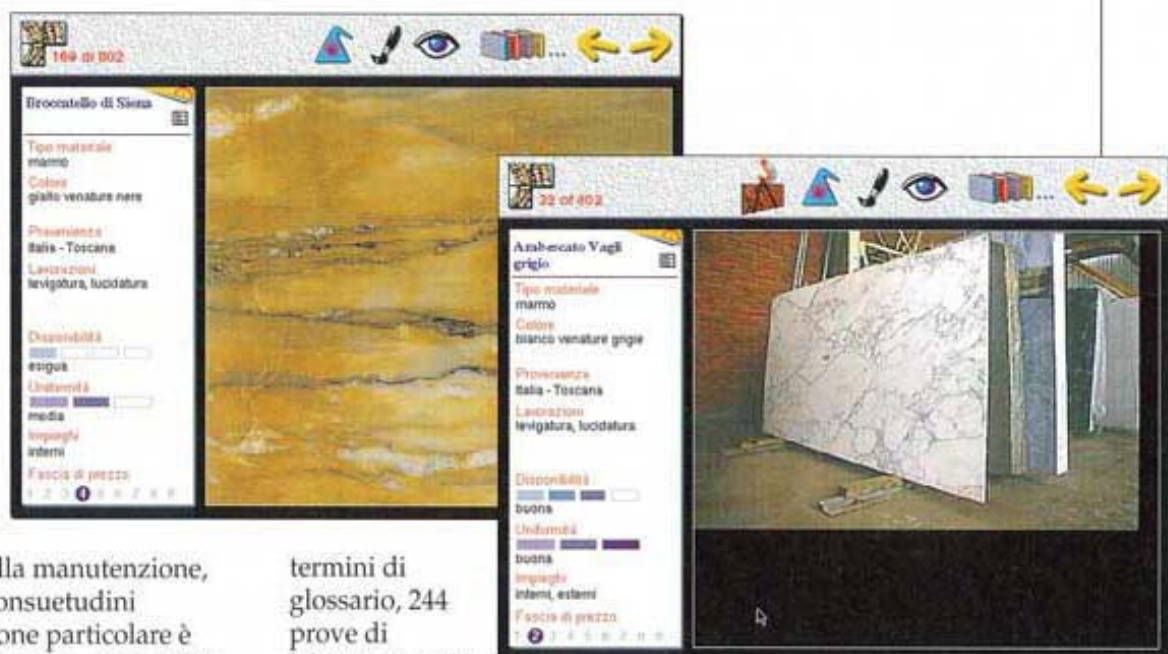 169 di 802
Broccatello di Siena
Tipo materiale
marmo
Colore
giallo venature nere
Provenienza
Italia - Toscana
Lavorazioni
levigatura, lucidatura
Disponibilità
esigua
Uniformità
media
Impieghi
interni
Fascia di prezzo
1 2 3 4 5 6 7 8 9
32 of 402
Arabescato Vagli
grigio
Tipo materiale
marmo
Colore
bianco venature grigie
Provenienza
Italia - Toscana
Lavorazioni
levigatura, lucidatura
Disponibilità
buona
Uniformità
buona
Impieghi
interni, esterni
Fascia di prezzo
1 2 3 4 5 6 7 8 9
lla manutenzione,
onsuetudini
one particolare è
termini di
glossario, 244
prove di